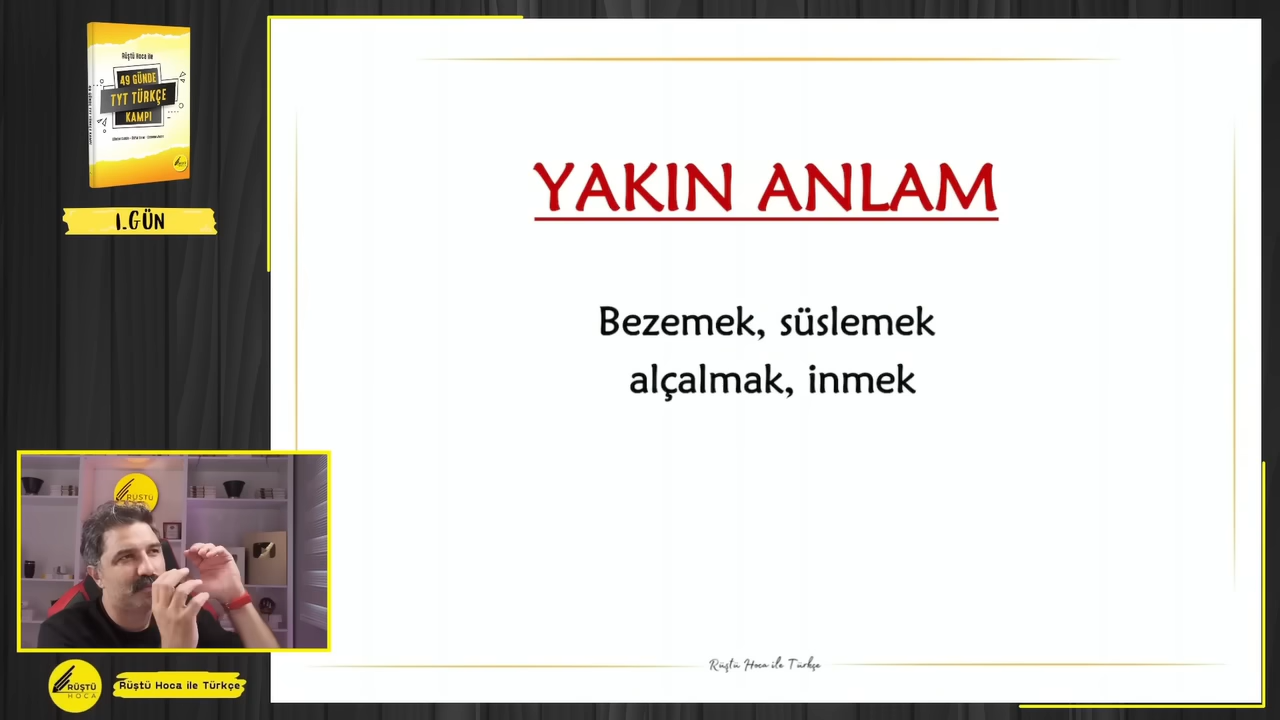 Rüştü Hoca ile
49 GÜNDE
TYT TÜRKÇE
KAMPI
1.GÜN
YAKIN ANLAM
Bezemek, süslemek
alçalmak, inmek
RÜŞTÜ
RÜŞTÜ
HOCA
Rüştü Hoca ile Türkçe
Rüştü Hoca ile Türkçe